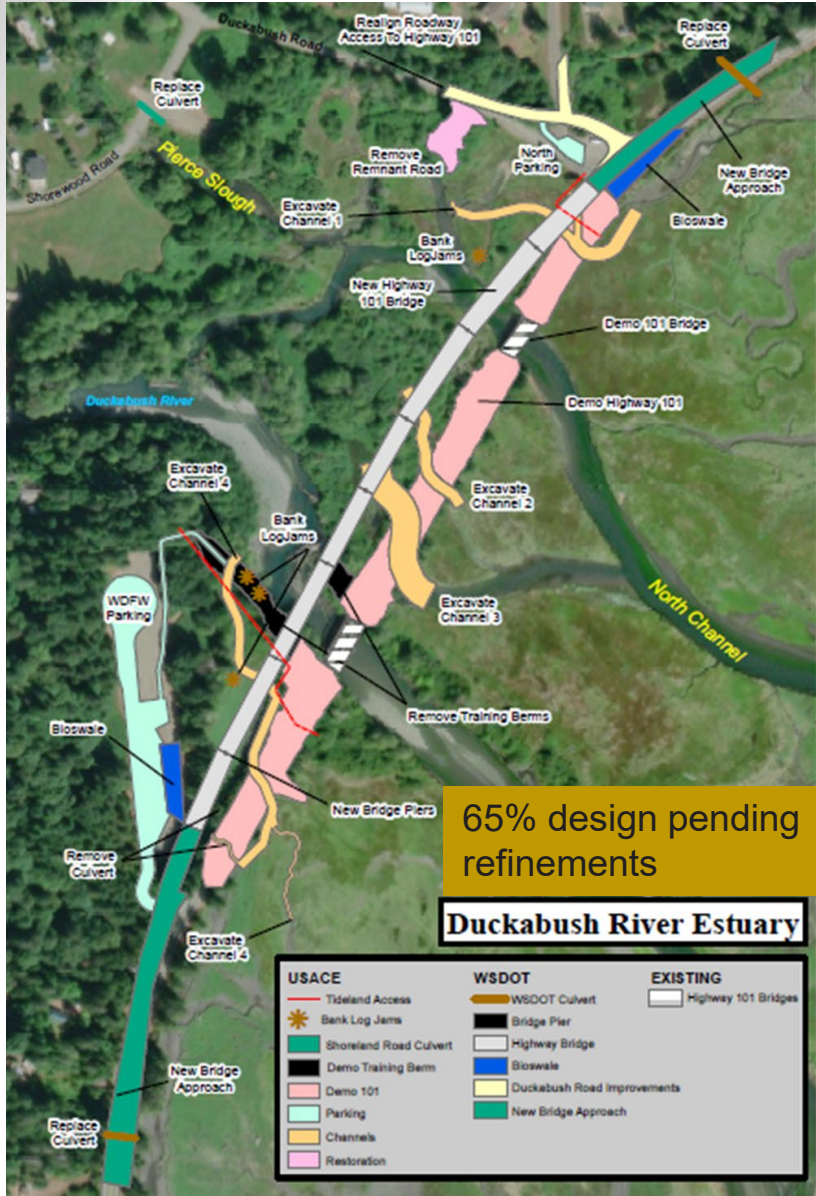 Duckabush Road
Realign Roadway
Access To Highway 101
Replace
Culvert
Replace
Culvert
Shorewood Road
Pierce Slough
Remove
Remnant Road
North
Parking
New Bridge
Approach
Bioswale
Excavate
Channel 1
Bank
LogJams
New Highway
101 Bridge
Demo 101 Bridge
Duckabush River
Demo Highway 101
Excavate
Channel 4
Excavate
Channel 2
Bank
LogJams
WDFW
Parking
Excavate
Channel 3
North Channel
Remove Training Berms
Bioswale
New Bridge Piers
65% design pending
refinements
Remove
Culvert
Duckabush River Estuary
Excavate
Channel 4
USACE
Tideland Access
Bank Log Jams
Shoreland Road Culvert
Demo Training Berm
Demo 101
Parking
Channels
Restoration
WSDOT
WSDOT Culvert
Bridge Pier
Highway Bridge
Bioswale
Duckabush Road Improvements
New Bridge Approach
EXISTING
Highway 101 Bridges
New Bridge
Approach
Replace
Culvert